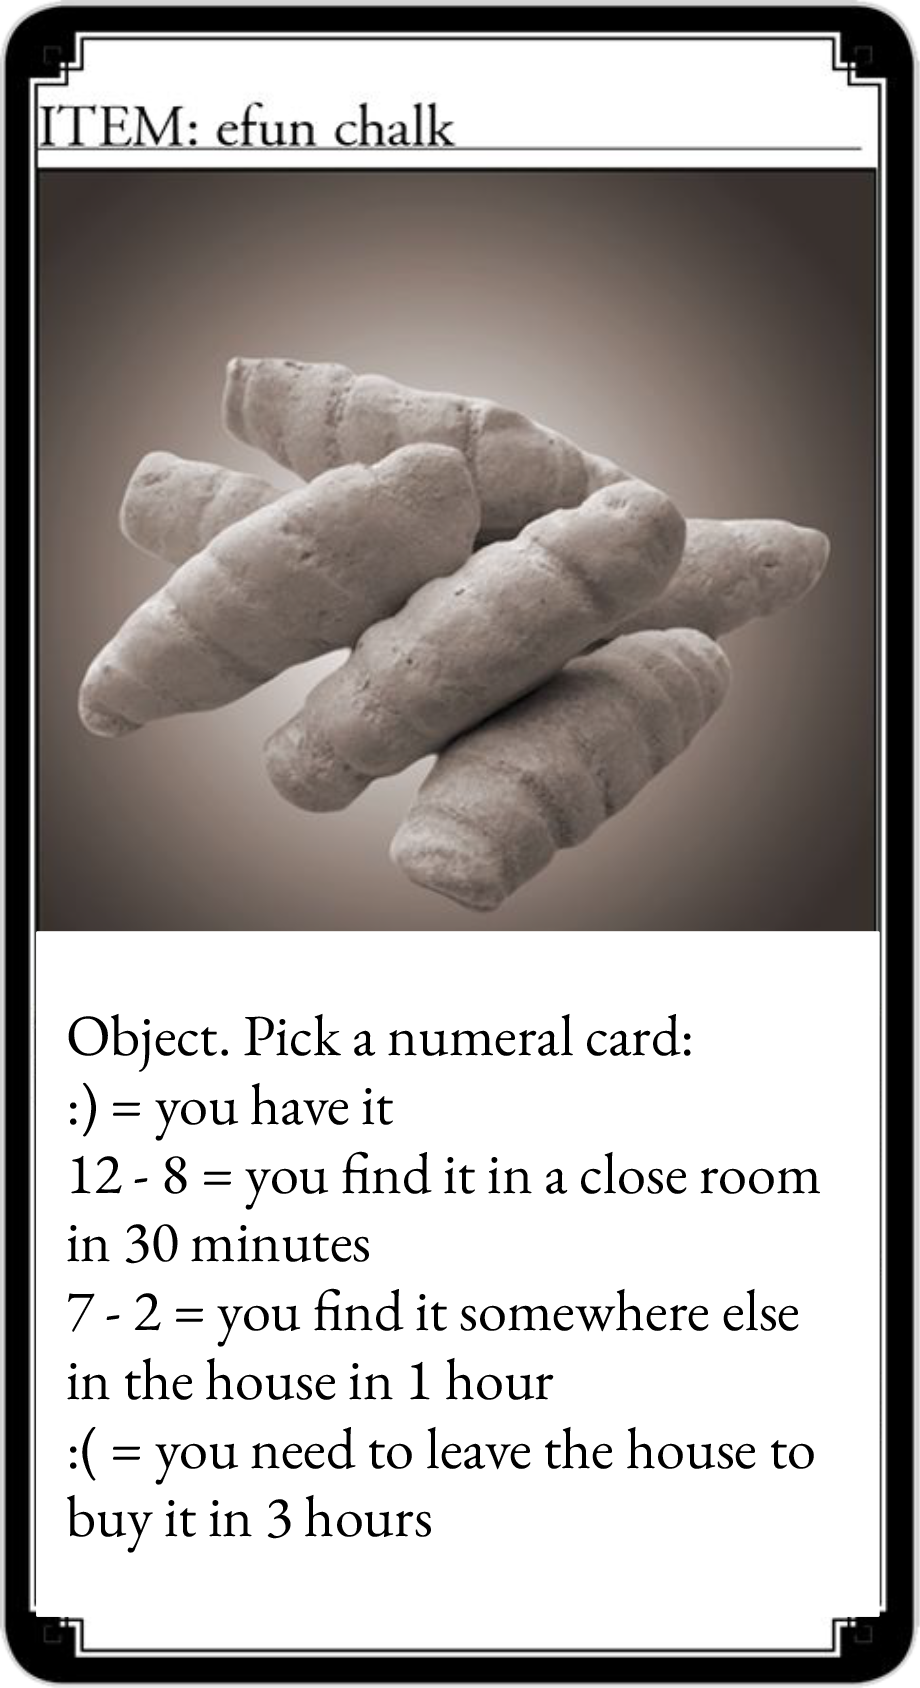 ITEM: efun chalk
Object. Pick a numeral card:
:) = you have it
12 - 8 = you find it in a close room
in 30 minutes
7 - 2 = you find it somewhere else
in the house in 1 hour
:( = you need to leave the house to
buy it in 3 hours